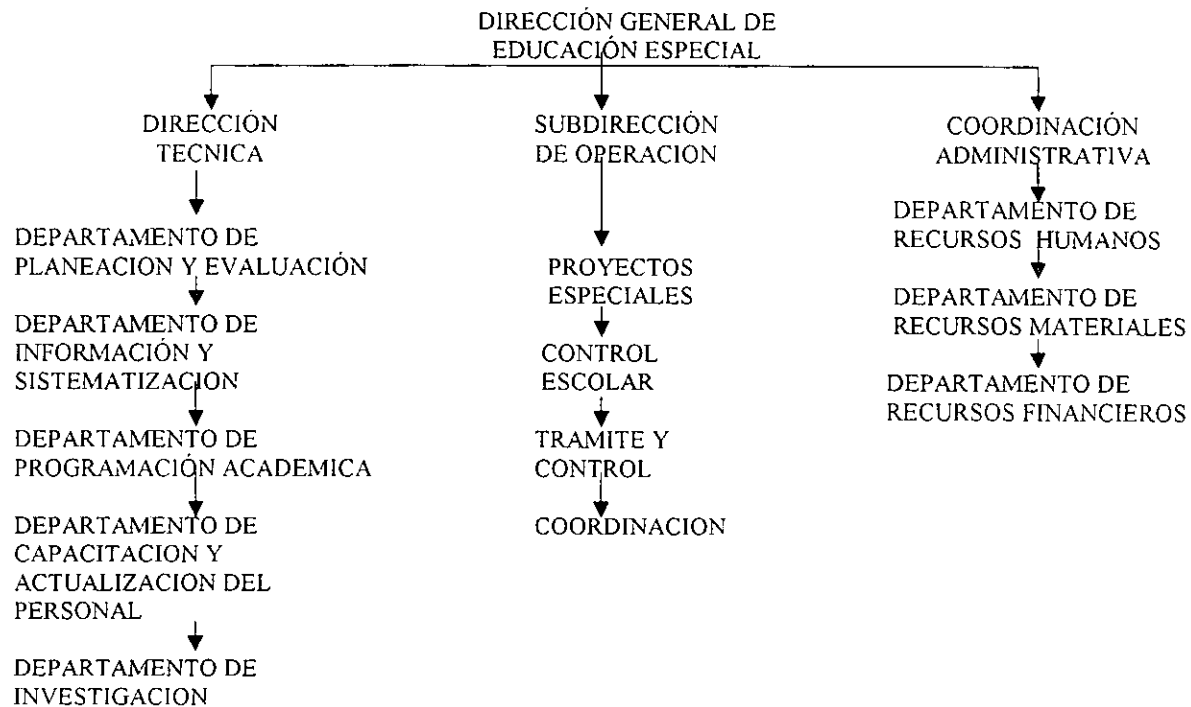 DIRECCIÓN GENERAL DE
EDUCACIÓN ESPECIAL
DIRECCIÓN
TECNICA
DEPARTAMENTO DE
PLANEACION Y EVALUACIÓN
DEPARTAMENTO DE
INFORMACIÓN Y
SISTEMATIZACION
DEPARTAMENTO DE
PROGRAMACIÓN ACADEMICA
DEPARTAMENTO DE
CAPACITACION Y
ACTUALIZACION DEL
PERSONAL
DEPARTAMENTO DE
INVESTIGACION
SUBDIRECCIÓN
DE OPERACION
PROYECTOS
ESPECIALES
CONTROL
ESCOLAR
TRAMITE Y
CONTROL
COORDINACION
COORDINACIÓN
ADMINISTRATIVA
DEPARTAMENTO DE
RECURSOS HUMANOS
DEPARTAMENTO DE
RECURSOS MATERIALES
DEPARTAMENTO DE
RECURSOS FINANCIEROS